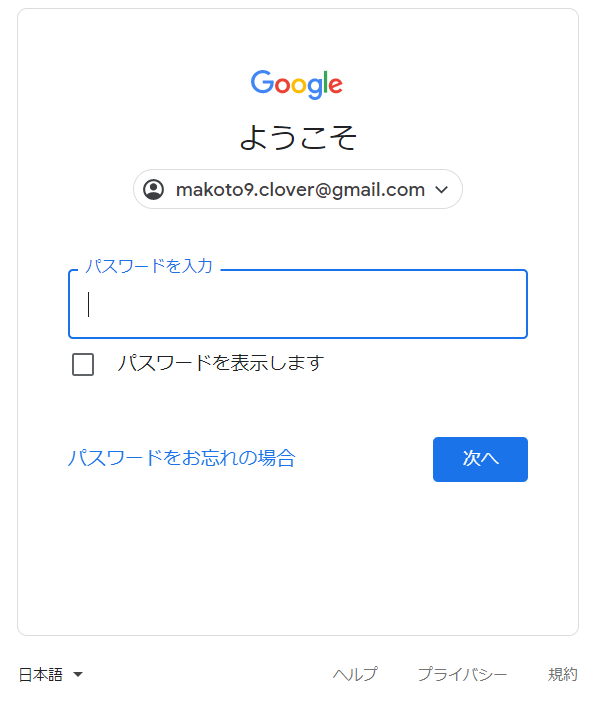 Google
ようこそ
makoto9.clover@gmail.com
パスワードを入力
パスワードを表示します
パスワードをお忘れの場合
次へ
日本語
ヘルプ
プライバシー
規約